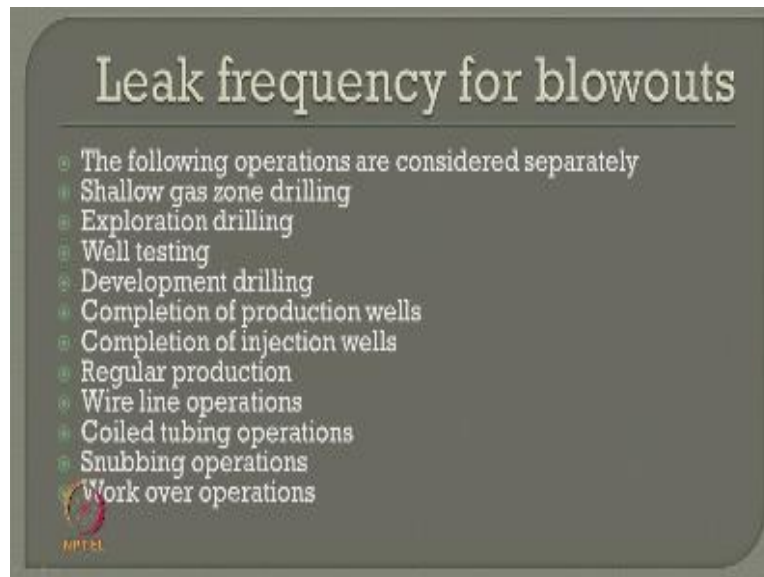 Leak frequency for blowouts
The following operations are considered separately
Shallow gas zone drilling
Exploration drilling
Well testing
Development drilling
Completion of production wells
Completion of injection wells
Regular production
Wire line operations
Coiled tubing operations
Snubbing operations
Work over operations
NPTEL